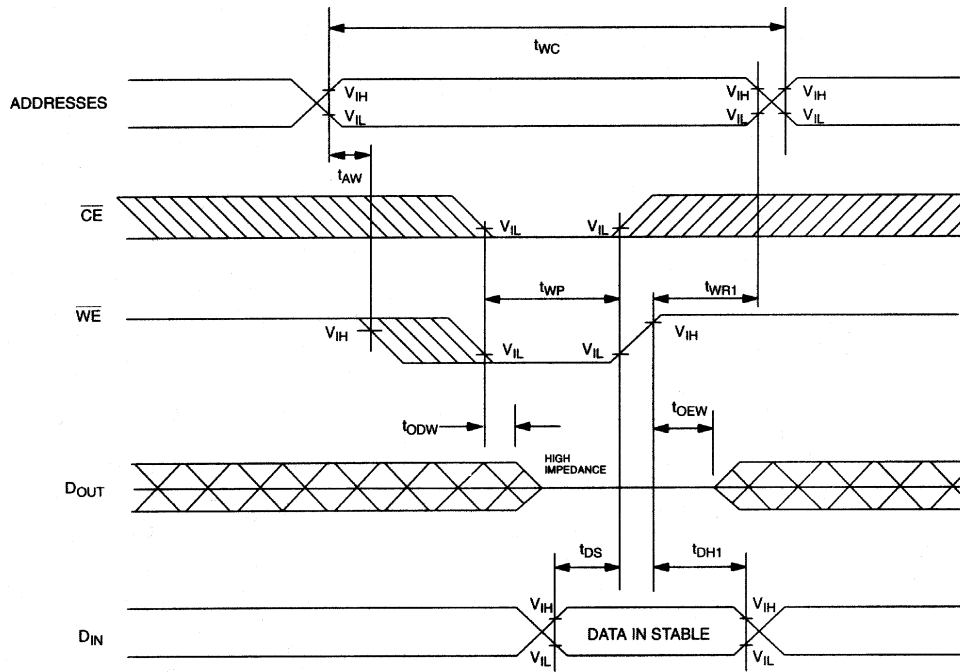 tWC
ADDRESSES
VIH
VIL
VIH
VIL
VIH
VIL
tAW
CE
VIL
VIL
tWP
tWR1
WE
VIH
VIL
VIL
VIH
tODW
tOEW
HIGH
IMPEDANCE
DOUT
tDS
tDH1
VIH
VIH
DIN
DATA IN STABLE
VIL
VIL